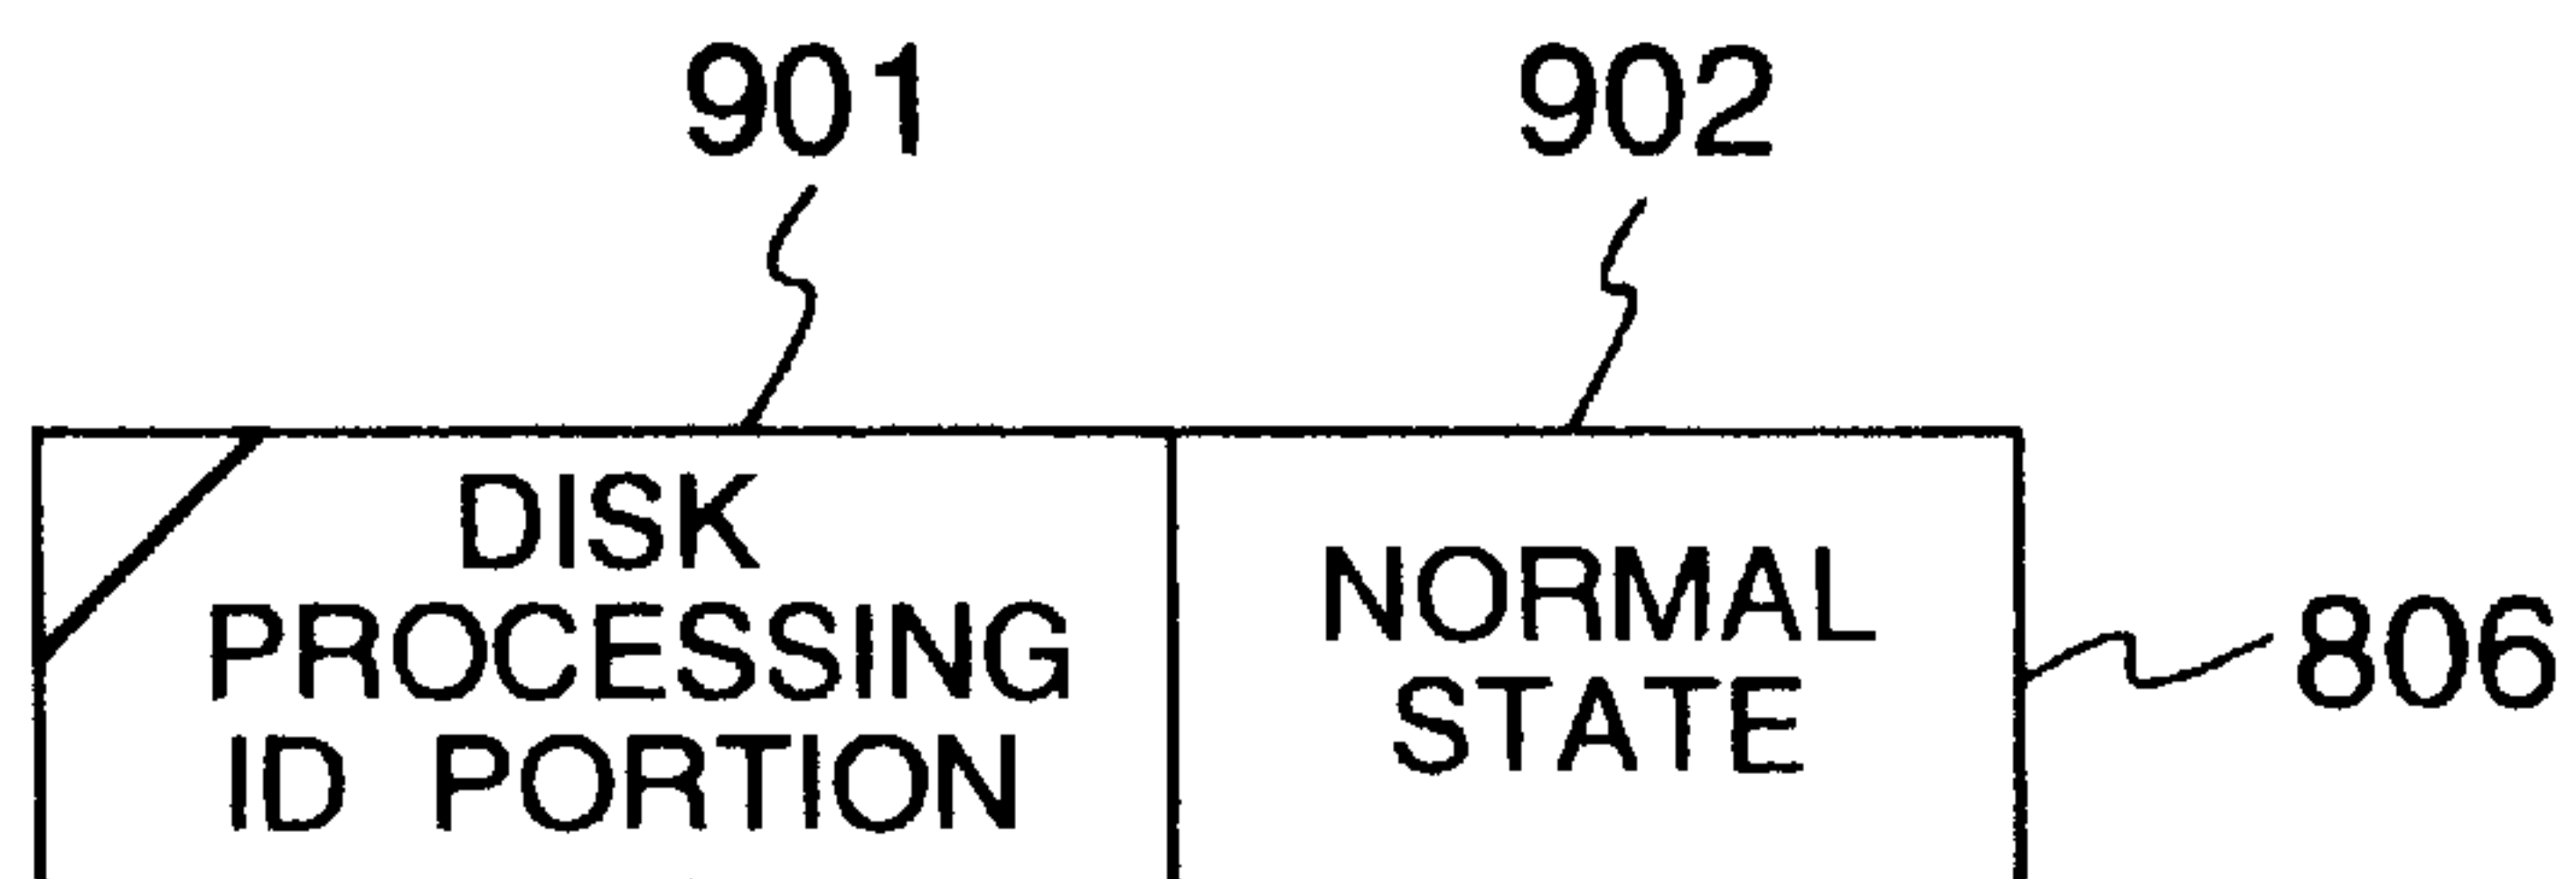 901 902
DISK
PROCESSING
ID PORTION
NORMAL
STATE
806